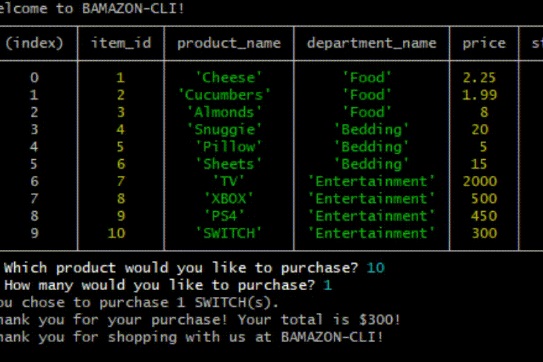 elcome to BAMAZON-CLI!
(index) item_id product_name department_name price s
0 1 'Cheese' 'Food' 2.25
1 2 'Cucumbers' 'Food' 1.99
2 3 'Almonds' 'Food' 8
3 4 'Snuggie' 'Bedding' 20
4 5 'Pillow' 'Bedding' 5
5 6 'Sheets' 'Bedding' 15
6 7 'TV' 'Entertainment' 2000
7 8 'XBOX' 'Entertainment' 500
8 9 'PS4' 'Entertainment' 450
9 10 'SWITCH' 'Entertainment' 300
Which product would you like to purchase? 10
How many would you like to purchase? 1
ou chose to purchase 1 SWITCH(s).
hank you for your purchase! Your total is $300!
hank you for shopping with us at BAMAZON-CLI!